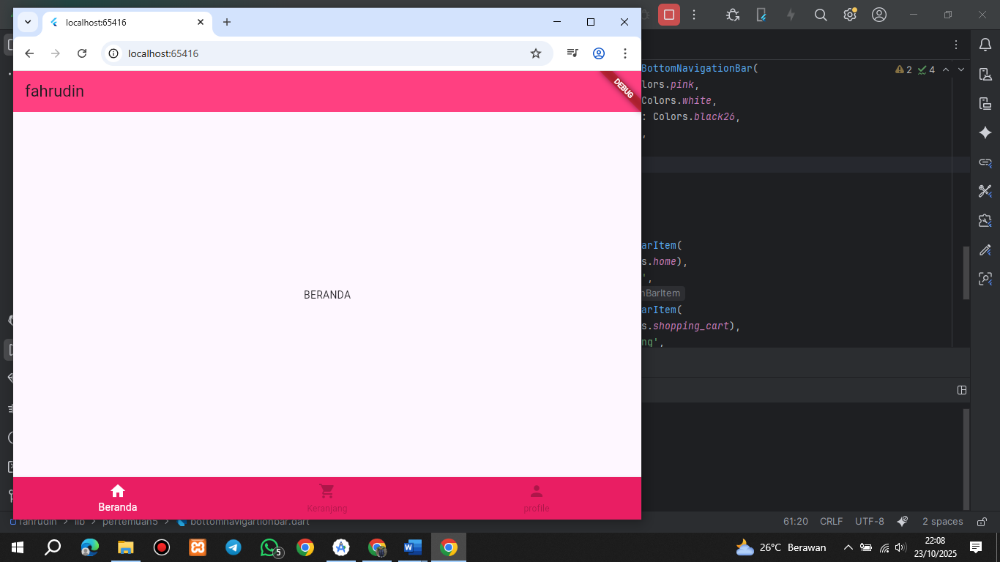 localhost:65416
localhost:65416
fahrudin
DEBUG
BERANDA
Beranda
Keranjang
profile
BottomNavigationBar(
lors.pink,
Colors.white,
: Colors.black26,
,
arItem(
s.home),
',
nBarItem
arItem(
s.shopping_cart),
ng',
2
4
fahrudin > lib > pertemuan5 > bottomnavigartionbar.dart
61:20 CRLF UTF-8 2 spaces
5
26°C Berawan
22:08
23/10/2025